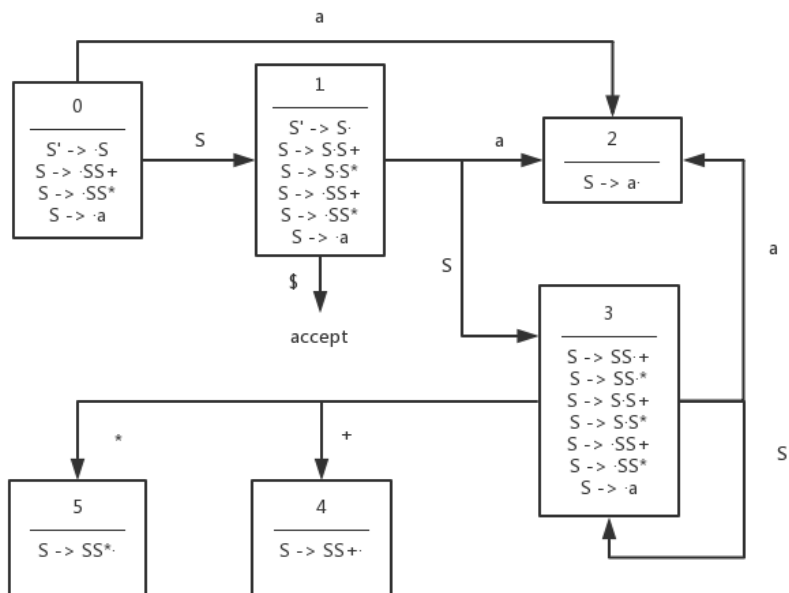 a
0
S' -> ·S
S -> ·SS+
S -> ·SS*
S -> ·a
S
1
S' -> S·
S -> S·S+
S -> S·S*
S -> ·SS+
S -> ·SS*
S -> ·a
a
2
S -> a·
$
accept
S
a
3
S -> SS·+
S -> SS·*
S -> S·S+
S -> S·S*
S -> ·SS+
S -> ·SS*
S -> ·a
S
*
+
5
S -> SS*·
4
S -> SS+·